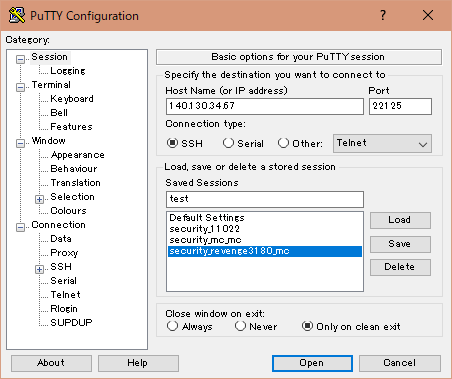 PuTTY Configuration
?
Category:
Session
Logging
Terminal
Keyboard
Bell
Features
Window
Appearance
Behaviour
Translation
Selection
Colours
Connection
Data
Proxy
SSH
Serial
Telnet
Rlogin
SUPDUP
Basic options for your PuTTY session
Specify the destination you want to connect to
Host Name (or IP address) Port
140.130.34.67 22125
Connection type:
SSH Serial Other: Telnet
Load, save or delete a stored session
Saved Sessions
test
Default Settings
security_11022
security_mc_mc
security_revenge3180_mc
Load
Save
Delete
Close window on exit:
Always Never Only on clean exit
About Help Open Cancel